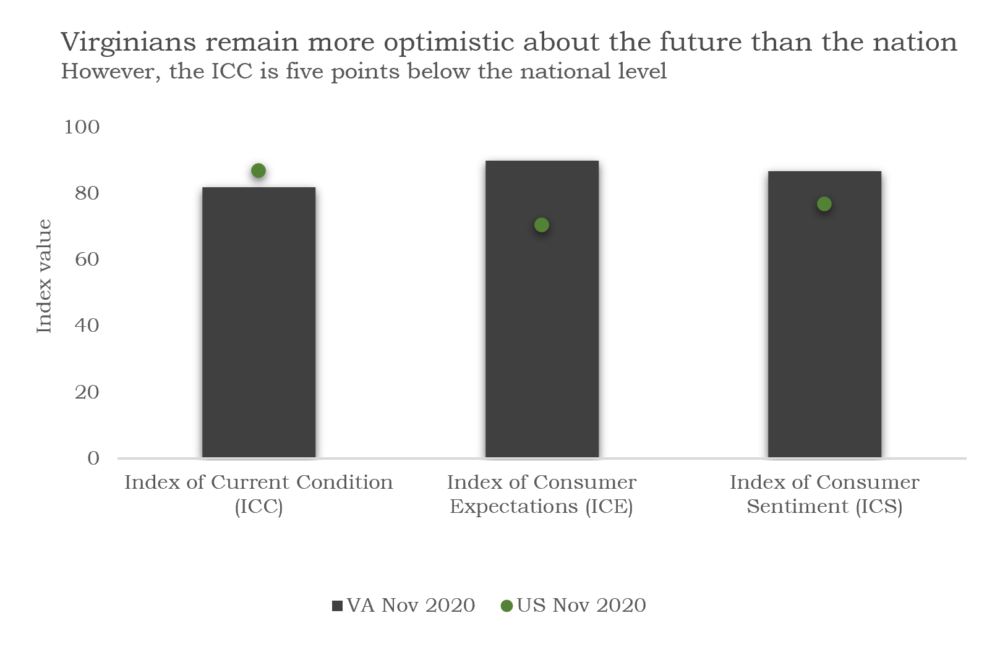 Virginians remain more optimistic about the future than the nation
However, the ICC is five points below the national level
100
80
60
40
20
0
Index value
Index of Current Condition
(ICC)
Index of Consumer
Expectations (ICE)
Index of Consumer
Sentiment (ICS)
VA Nov 2020
US Nov 2020